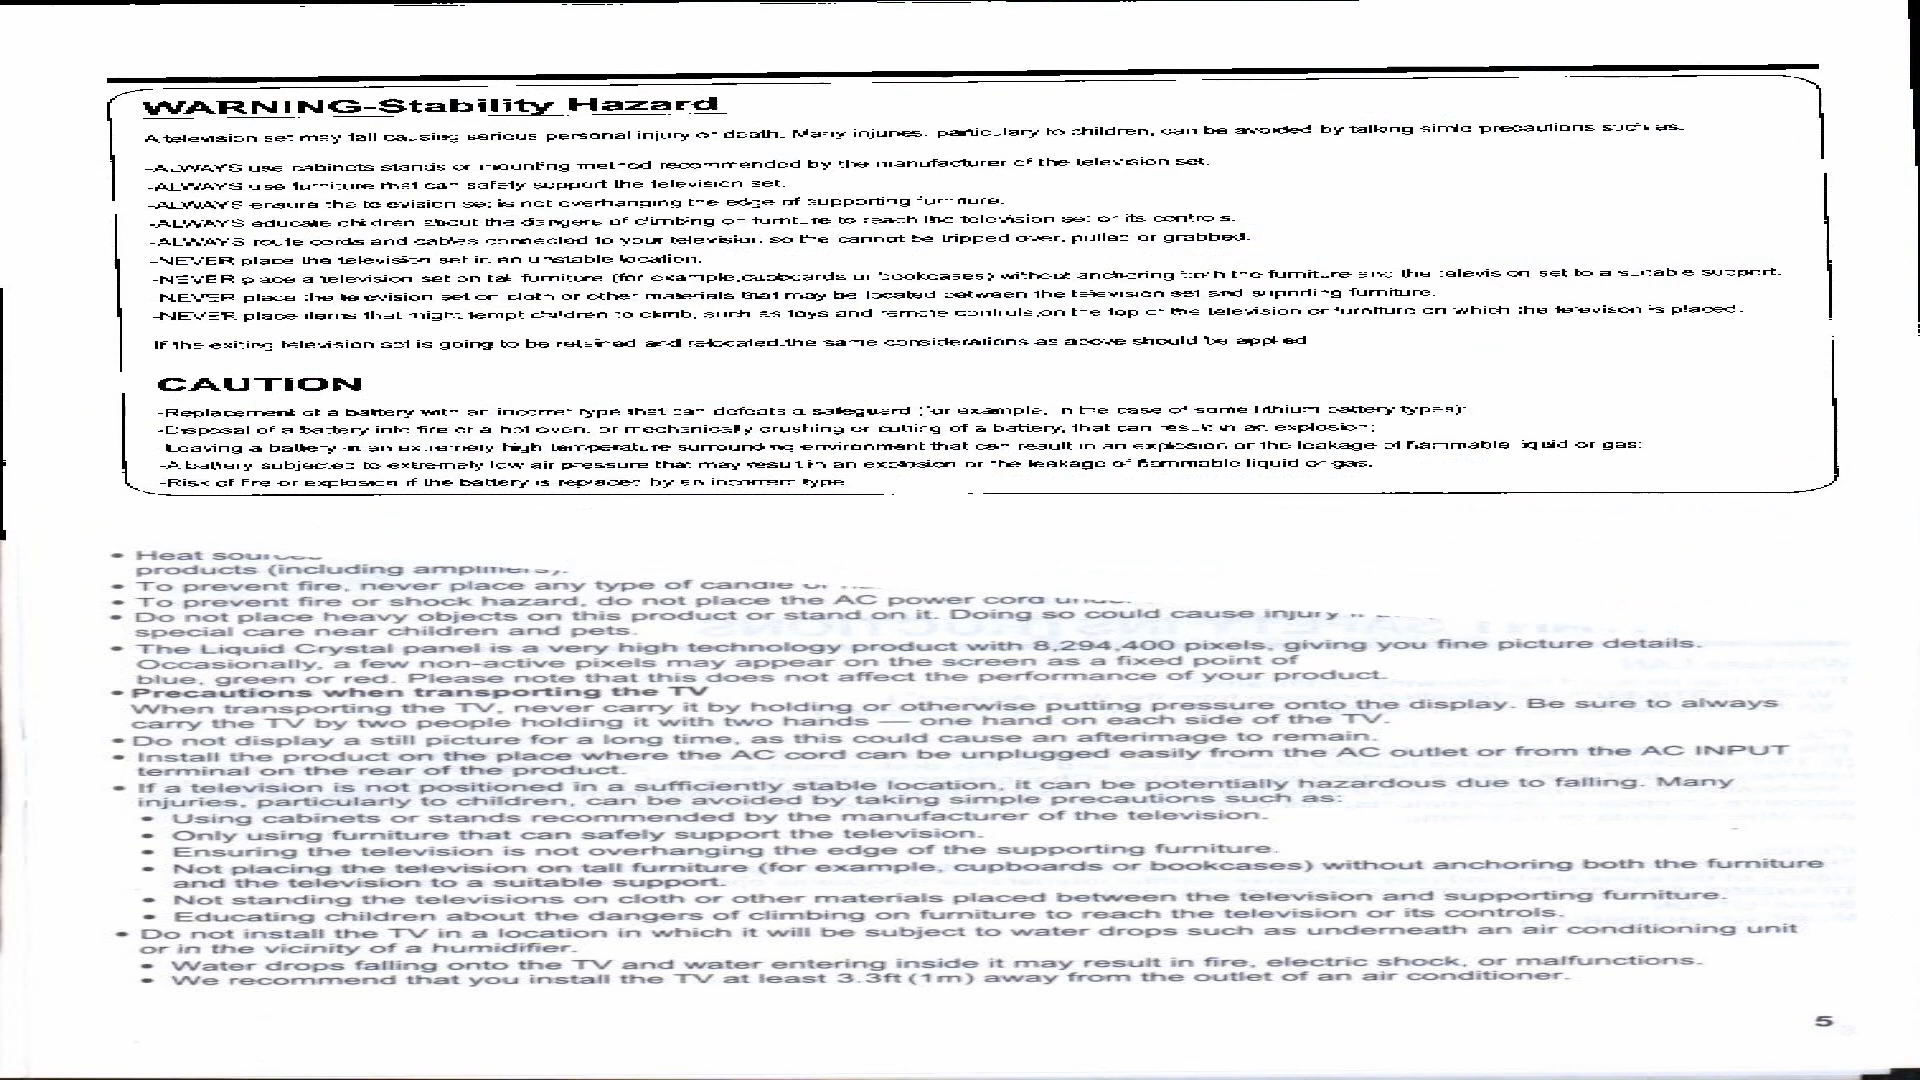 WARNING-Stability Hazard
A television set may fall causing serious personal injury or death. Many injuries, particulary to children, can be avoided by talking simle precautions such as.
-ALWAYS use cabinets stands or mounting method recommended by the manufacturer of the television set.
-ALWAYS use furniture that can safely support the television set.
-ALWAYS ensure the television set is not overhanging the edge of supporting furniture.
-ALWAYS educate children about the dangers of climbing on furniture to reach the television set or its controls.
-ALWAYS route cords and cables connected to your television, so the cannot be tripped over, pulled or grabbed.
-NEVER place the television set in an unstable location.
-NEVER place a television set on tall furniture (for example,cupboards or bookcases) without anchoring both the furniture and the television set to a suitable support.
-NEVER place the television set on cloth or other materials that may be located between the television set and furniture.
-NEVER place items that might tempt children to climb, such as toys and remote controls,on the top of the television or furniture on which the televison is placed.
If the exiting television set is going to be retained and relocated,the same considerations as above should be applied
CAUTION
-Replacement of a battery with an incorrect type that can defeats a safeguard (for example, in the case of some lithium battery types);
-Disposal of a battery into fire or a hot oven, or mechanically crushing or cutting of a battery, that can result in an explosion;
Leaving a battery in an extremely high temperature surrounding environment that can result in an explosion or the leakage of flammable liquid or gas;
-A battery subjected to extremely low air pressure that may result in an explosion or the leakage of flammable liquid or gas.
-Risk of fire or explosion if the battery is replaced by an incorrect type
• Heat
products (including
• To prevent fire, never place any type of candle
• To prevent fire or shock hazard, do not place the AC power cord
• Do not place heavy objects on this product or stand on it. Doing so could cause injury
special care near children and pets.
• The Liquid Crystal panel is a very high technology product with 8,294,400 pixels, giving you fine picture details.
Occasionally, a few non-active pixels may appear on the screen as a fixed point of
blue, green or red. Please note that this does not affect the performance of your product.
• Precautions when transporting the TV
When transporting the TV, never carry it by holding or otherwise putting pressure onto the display. Be sure to always
carry the TV by two people holding it with two hands — one hand on each side of the TV.
• Do not display a still picture for a long time, as this could cause an afterimage to remain.
• Install the product on the place where the AC cord can be unplugged easily from the AC outlet or from the AC INPUT
terminal on the rear of the product.
• If a television is not positioned in a sufficiently stable location, it can be potentially hazardous due to falling. Many
injuries, particularly to children, can be avoided by taking simple precautions such as:
• Using cabinets or stands recommended by the manufacturer of the television.
• Only using furniture that can safely support the television.
• Ensuring the television is not overhanging the edge of the supporting furniture.
• Not placing the television on tall furniture (for example, cupboards or bookcases) without anchoring both the furniture
and the television to a suitable support.
• Not standing the televisions on cloth or other materials placed between the television and supporting furniture.
• Educating children about the dangers of climbing on furniture to reach the television or its controls.
• Do not install the TV in a location in which it will be subject to water drops such as underneath an air conditioning unit
or in the vicinity of a humidifier.
• Water drops falling onto the TV and water entering inside it may result in fire, electric shock, or malfunctions.
• We recommend that you install the TV at least 3.3ft (1m) away from the outlet of an air conditioner.
5